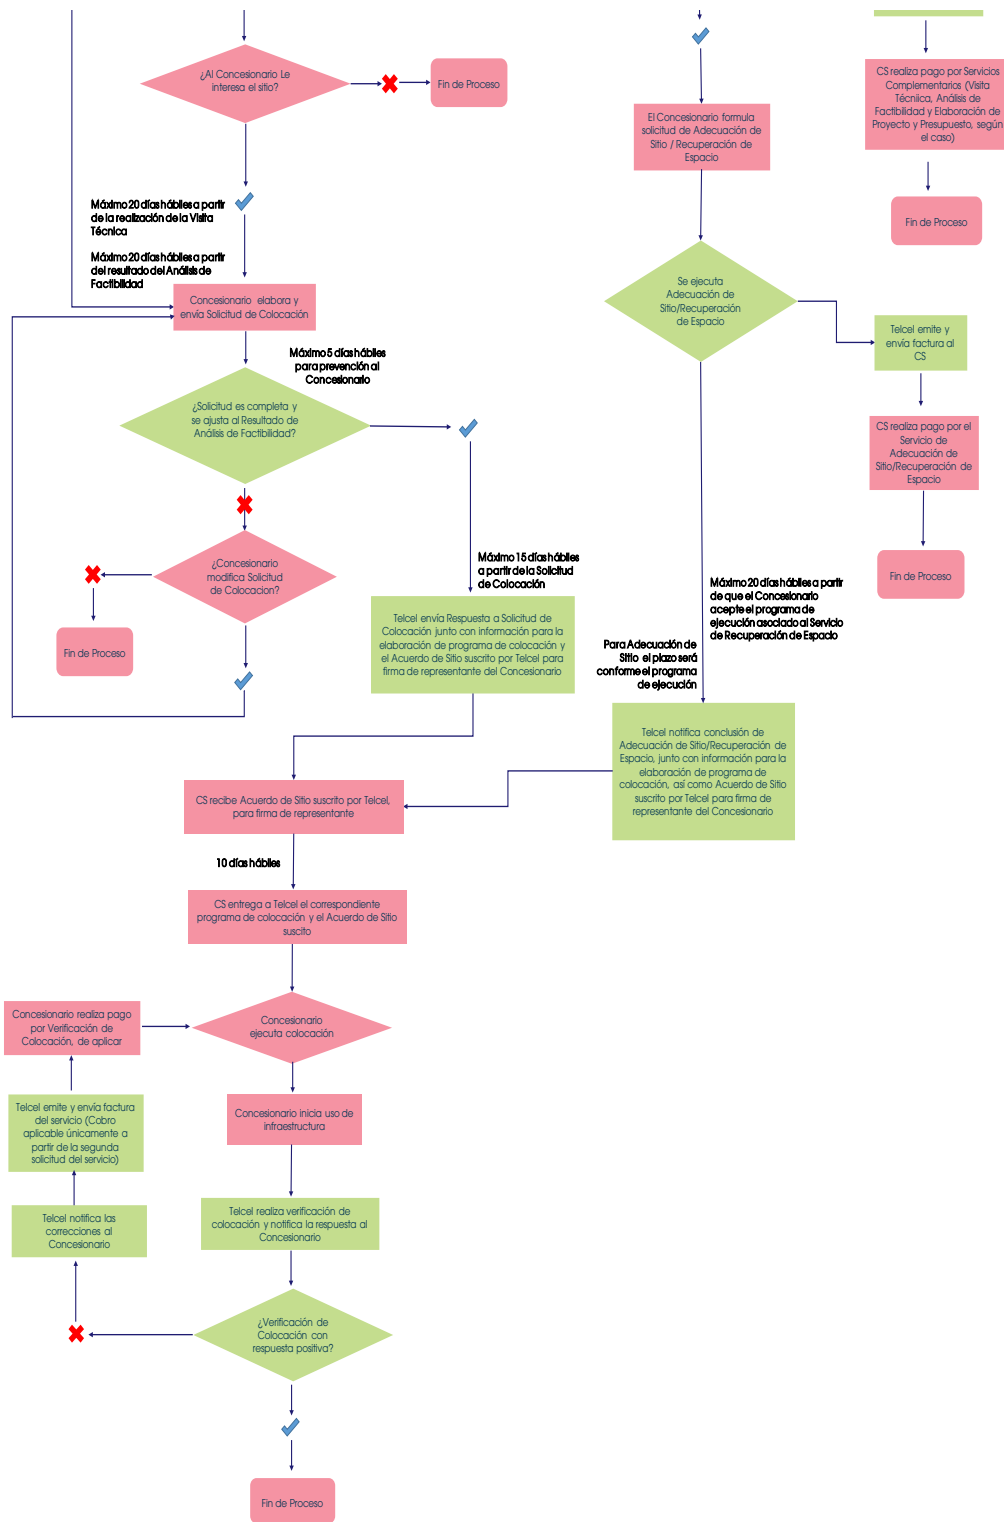 ¿Al Concesionario Le
interesa el sitio?
Fin de Proceso
Máximo 20 días hábiles a partir
de la realización de la Visita
Técnica
Máximo 20 días hábiles a partir
del resultado del Análisis de
Factibilidad
Concesionario elabora y
envía Solicitud de Colocación
Máximo 5 días hábiles
para prevención al
Concesionario
¿Solicitud es completa y
se ajusta al Resultado de
Análisis de Factibilidad?
¿Concesionario
modifica Solicitud
de Colocacion?
Fin de Proceso
Máximo 15 días hábiles
a partir de la Solicitud
de Colocación
Telcel envía Respuesta a Solicitud de
Colocación junto con información para la
elaboración de programa de colocación y
el Acuerdo de Sitio suscrito por Telcel para
firma de representante del Concesionario
El Concesionario formula
solicitud de Adecuación de
Sitio / Recuperación de
Espacio
Se ejecuta
Adecuación de
Sitio/Recuperación
de Espacio
CS realiza pago por Servicios
Complementarios (Visita
Técniica, Análisis de
Factibilidad y Elaboración de
Proyecto y Presupuesto, según
el caso)
Fin de Proceso
Telcel emite y
envía factura al
CS
CS realiza pago por el
Servicio de
Adecuación de
Sitio/Recuperación de
Espacio
Fin de Proceso
Máximo 20 días hábiles a partir
de que el Concesionario
acepte el programa de
ejecución asociado al Servicio
de Recuperación de Espacio
Para Adecuación de
Sitio el plazo será
conforme el programa
de ejecución
Telcel notifica conclusión de
Adecuación de Sitio/Recuperación de
Espacio, junto con información para la
elaboración de programa de
colocación, así como Acuerdo de Sitio
suscrito por Telcel para firma de
representante del Concesionario
CS recibe Acuerdo de Sitio suscrito por Telcel,
para firma de representante
10 días hábiles
CS entrega a Telcel el correspondiente
programa de colocación y el Acuerdo de Sitio
suscito
Concesionario
ejecuta colocación
Concesionario realiza pago
por Verificación de
Colocación, de aplicar
Telcel emite y envía factura
del servicio (Cobro
aplicable únicamente a
partir de la segunda
solicitud del servicio)
Telcel notifica las
correcciones al
Concesionario
Concesionario inicia uso de
infraestructura
Telcel realiza verificación de
colocación y notifica la respuesta al
Concesionario
¿Verificación de
Colocación con
respuesta positiva?
Fin de Proceso